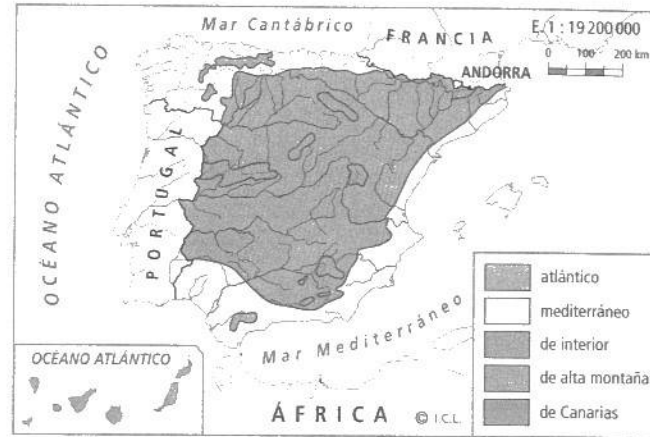 Mar Cantábrico
FRANCIA
E. 1 : 19 200 000
0 100 200 km
ANDORRA
OCÉANO ATLÁNTICO
PORTUGAL
Mar Mediterráneo
ÁFRICA
© I.C.L.
OCÉANO ATLÁNTICO
atlántico
mediterráneo
de interior
de alta montaña
de Canarias